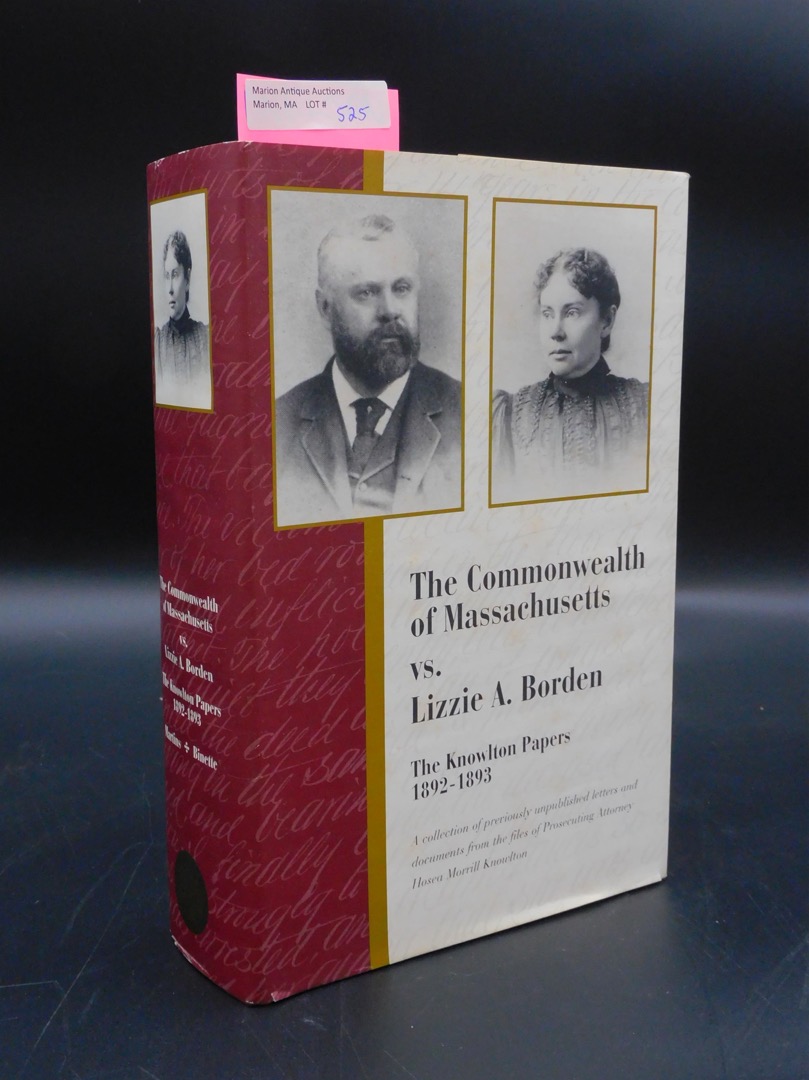 Marion Antique Auctions
Marion, MA LOT # 525
The Commonwealth
of Massachusetts
vs.
Lizzie A. Borden
The Knowlton Papers
1892-1893
A collection of previously unpublished letters and
documents from the files of Prosecuting Attorney
Hosea Morrill Knowlton
The Commonwealth
of Massachusetts
vs.
Lizzie A. Borden
The Knowlton Papers
1892-1893
Martins + Binette